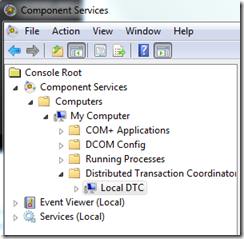 Component Services
File Action View Window Help
Console Root
Component Services
Computers
My Computer
COM+ Applications
DCOM Config
Running Processes
Distributed Transaction Coordinator
Local DTC
Event Viewer (Local)
Services (Local)